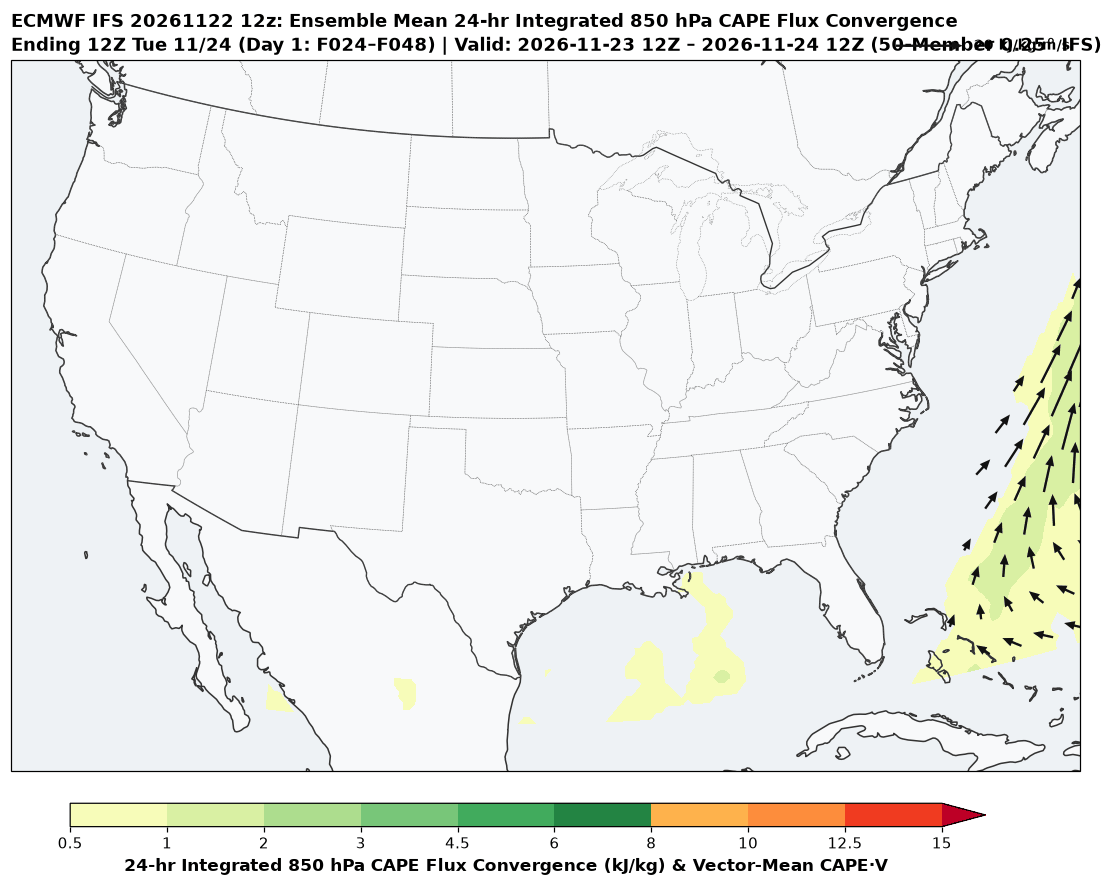 ECMWF IFS 20261122 12z: Ensemble Mean 24-hr Integrated 850 hPa CAPE Flux Convergence
Ending 12Z Tue 11/24 (Day 1: F024–F048) | Valid: 2026-11-23 12Z – 2026-11-24 12Z (50-Member 0.25° IFS)
0.5 1 2 3 4.5 6 8 10 12.5 15
24-hr Integrated 850 hPa CAPE Flux Convergence (kJ/kg) & Vector-Mean CAPE·V